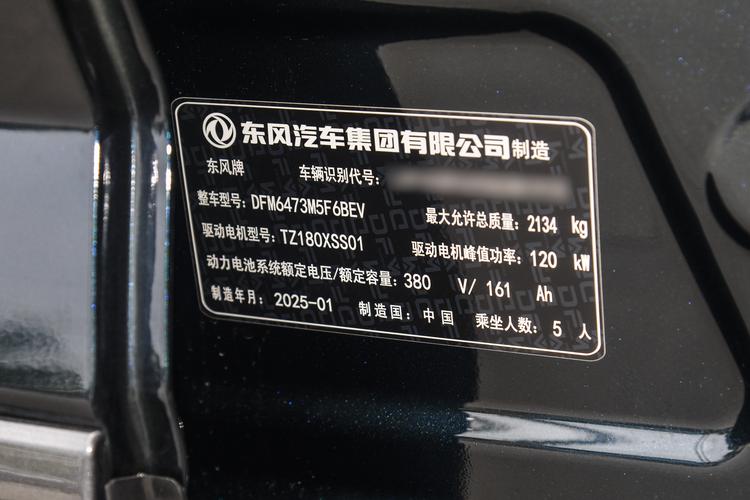 东风汽车集团有限公司制造
东风牌 车辆识别代号:
整车型号: DFM6473M5F6BEV 最大允许总质量: 2134 kg
驱动电机型号: TZ180XSS01 驱动电机峰值功率: 120 kW
动力电池系统额定电压/额定容量: 380 V/ 161 Ah
制造年月: 2025-01 制造国: 中国 乘坐人数: 5 人